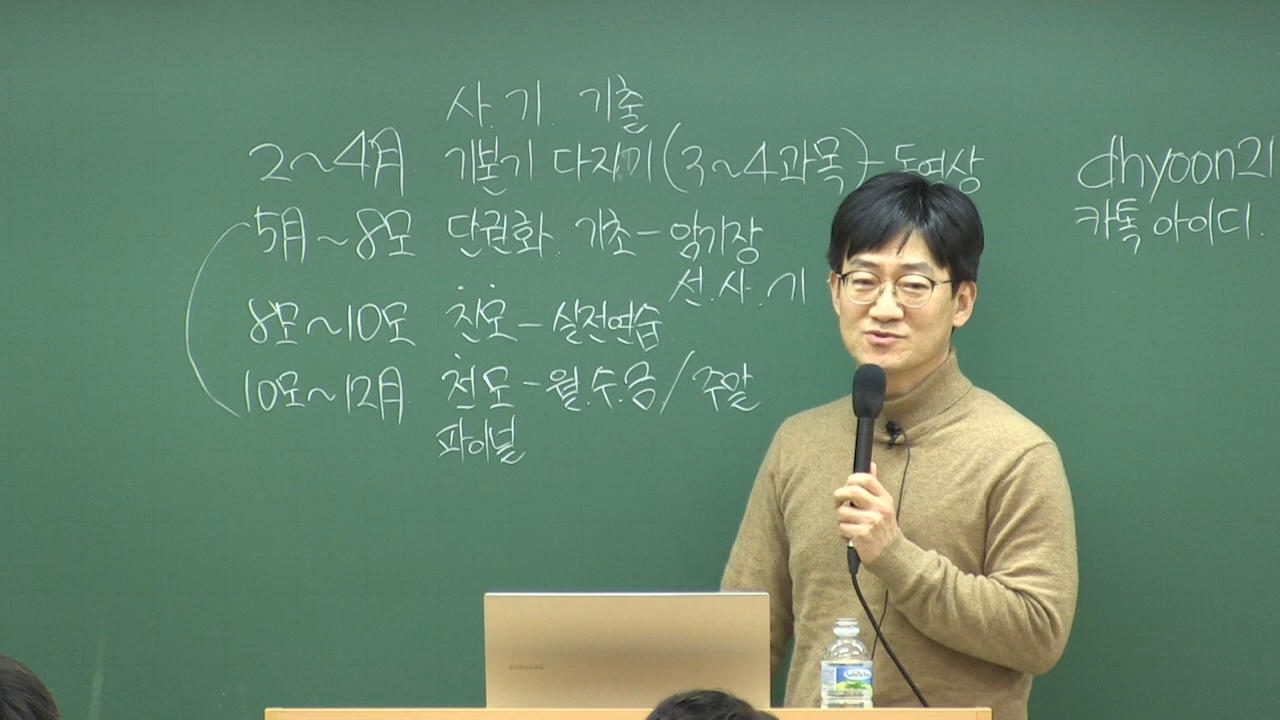 사.기. 기출
2~4月 기본기 다지기(3~4과목)- 동영상
5月~8모 단권화 기초-암기장
선.사.기
8모~10모 진모-실전연습
10모~12月 전모-월.수.금/주말
파이널
dhyoon21
카톡 아이디.
SAMSUNG